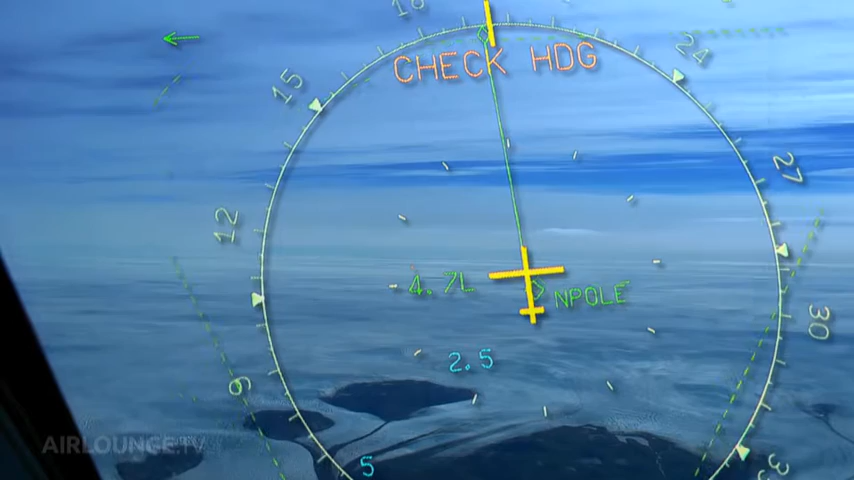 18
15
24
CHECK HDG
27
12
4.7L
NPOLE
30
2.5
9
AIRLOUNGE.TV
5
33